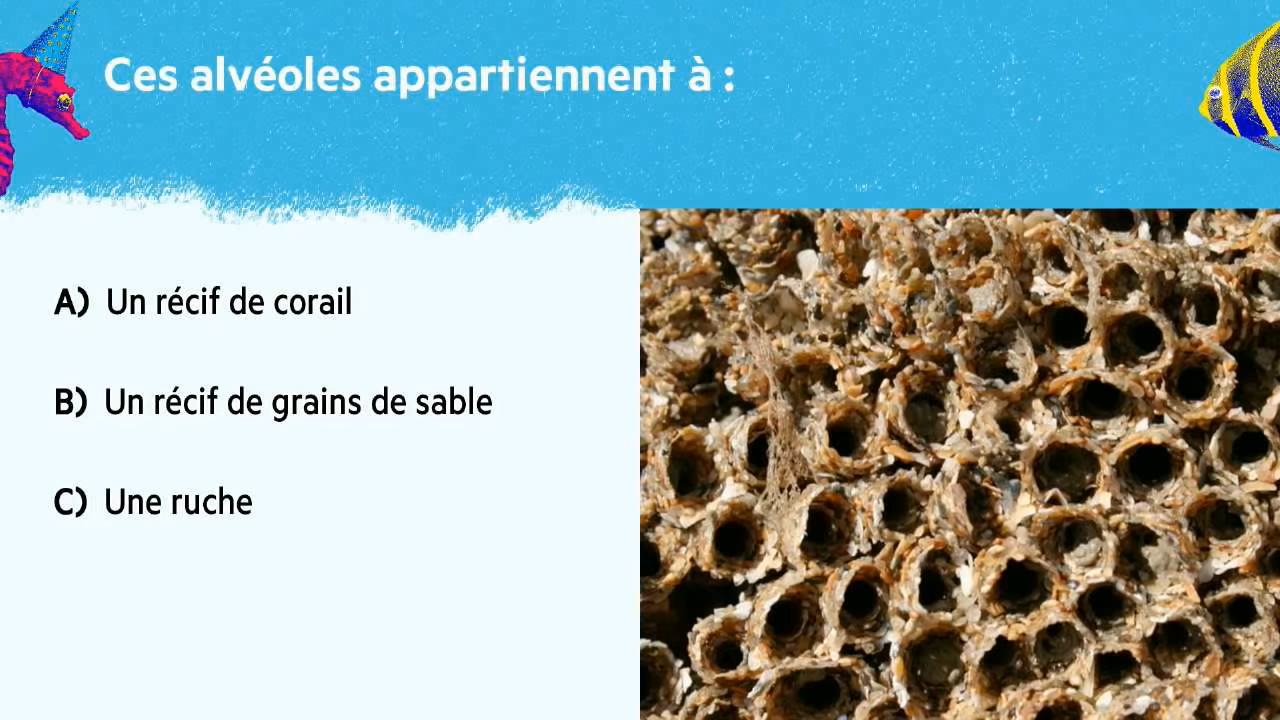 Ces alvéoles appartiennent à :
A) Un récif de corail
B) Un récif de grains de sable
C) Une ruche